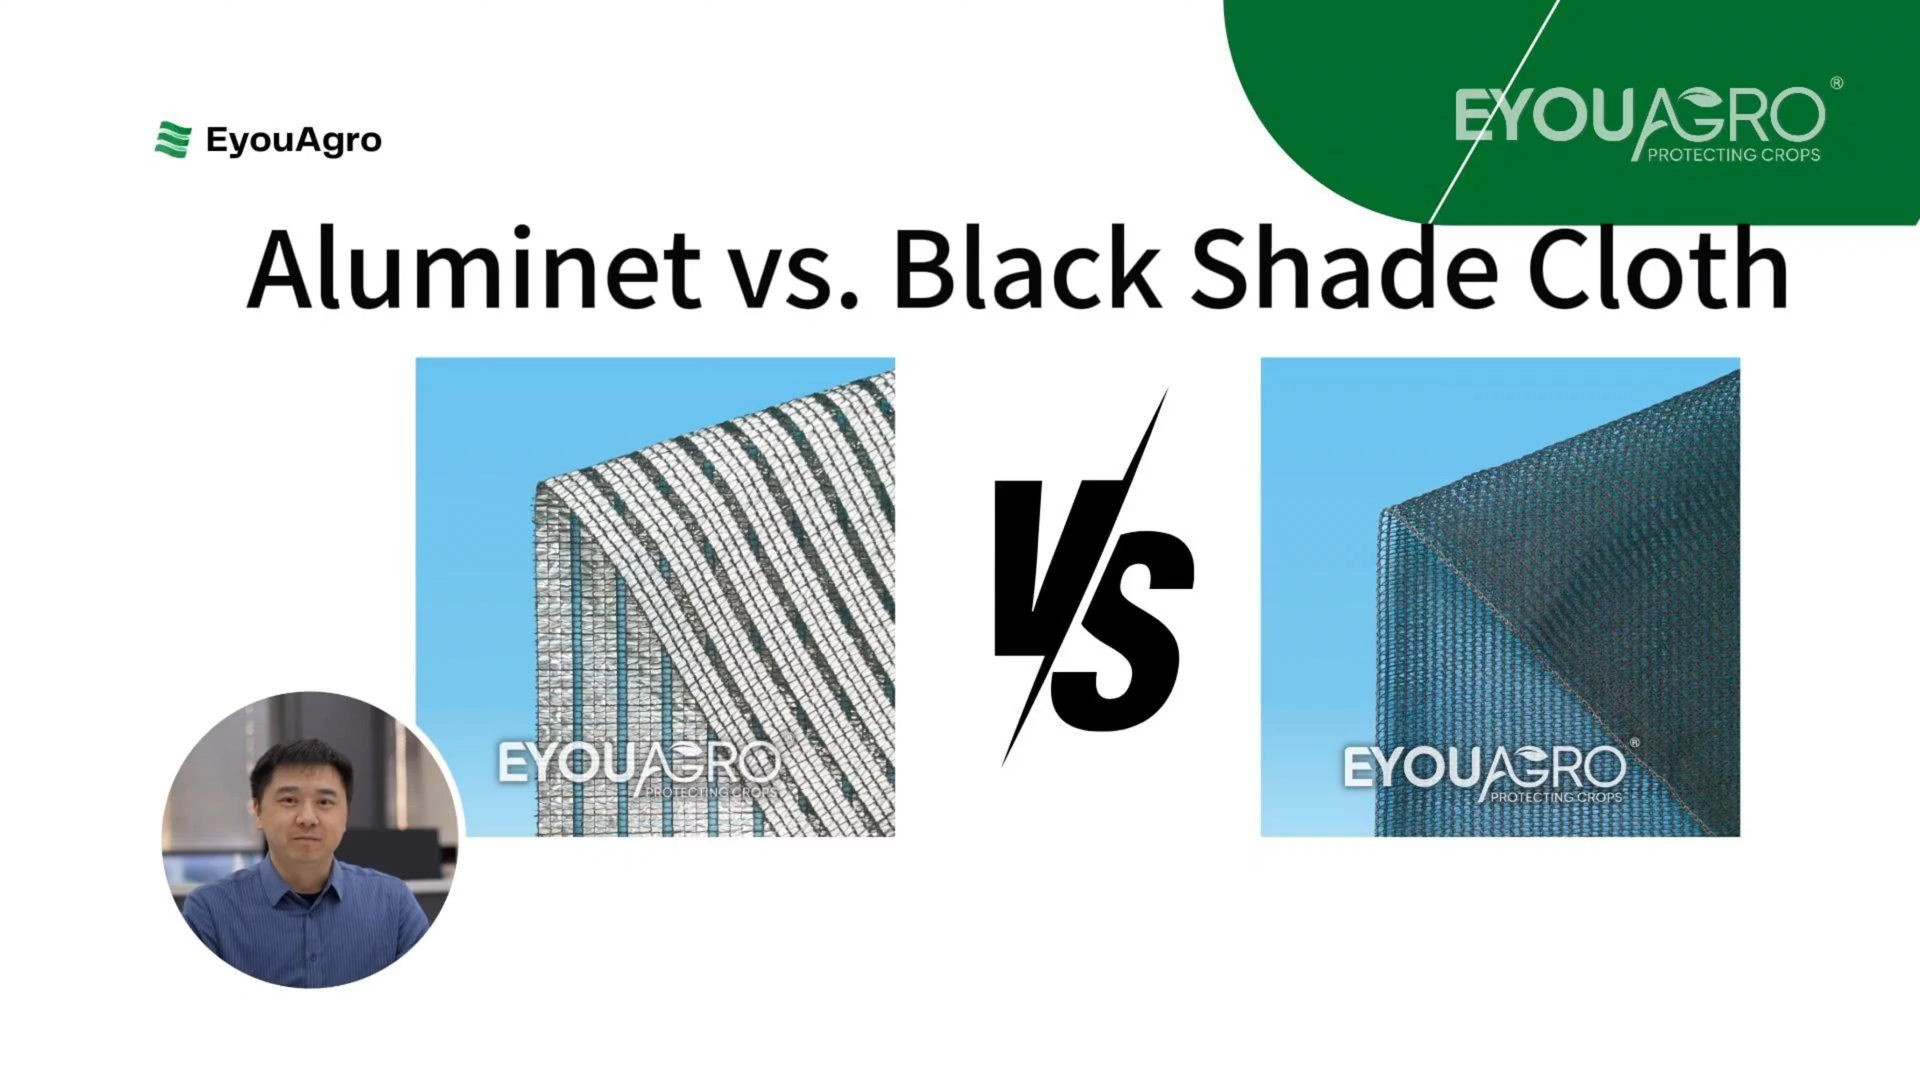 EyouAgro
EYOUAGRO®
PROTECTING CROPS
Aluminet vs. Black Shade Cloth
VS
EYOUAGRO®
PROTECTING CROPS
EYOUAGRO®
PROTECTING CROPS